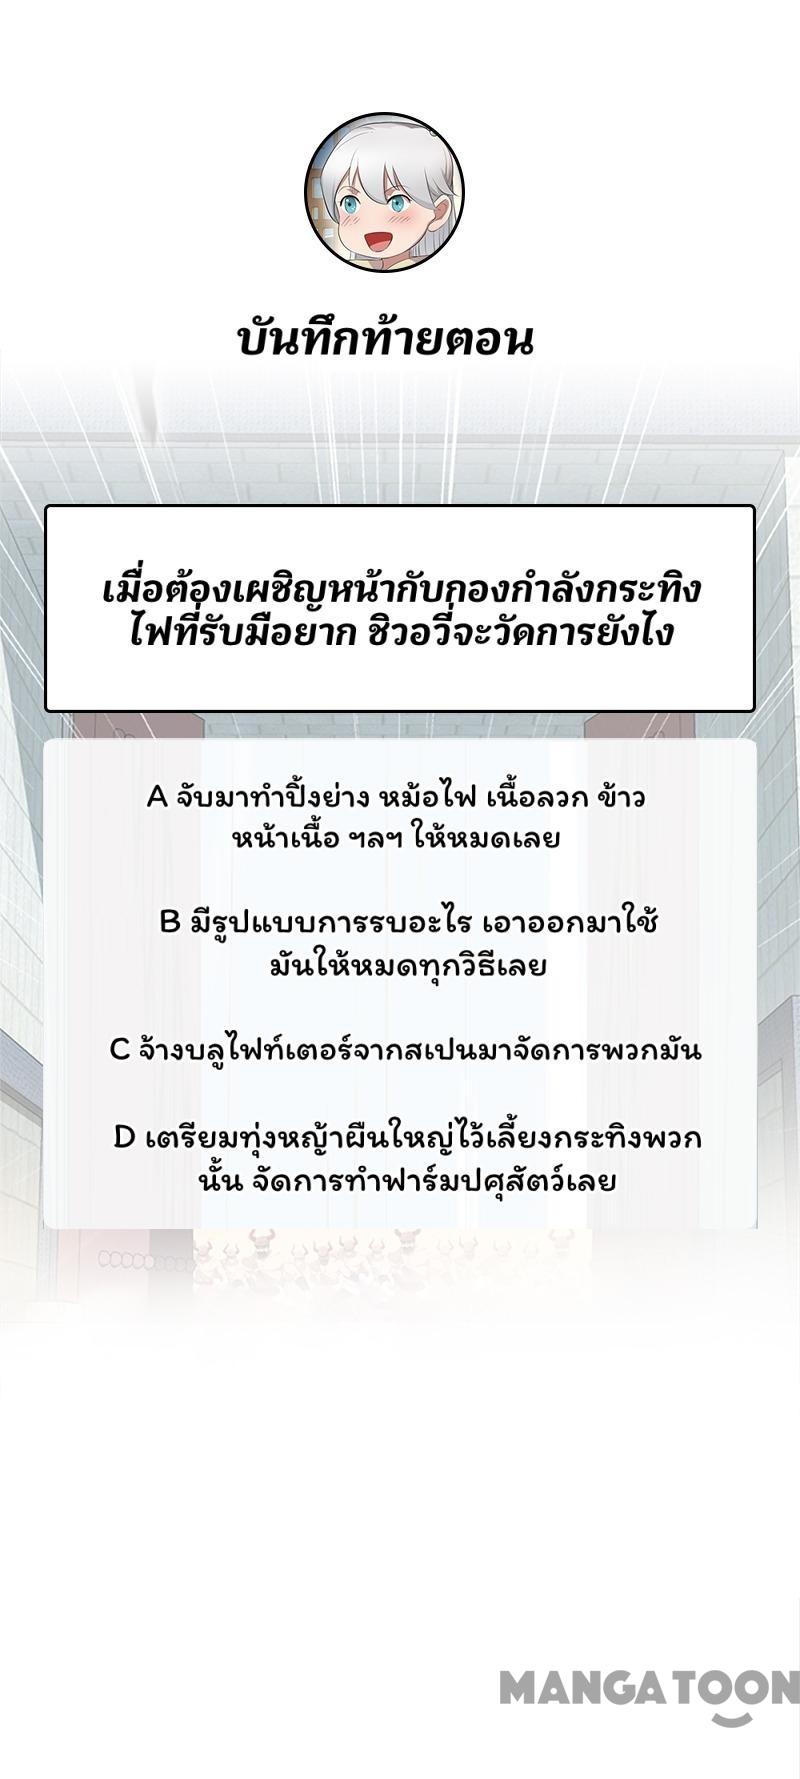 บันทึกท้ายตอน
เมื่อต้องเผชิญหน้ากับกองกำลังกระทิง
ไฟที่รับมือยาก ชิวอวี่จะวัดการยังไง
A จับมาทำปิ้งย่าง หม้อไฟ เนื้อลวก ข้าว
หน้าเนื้อ ฯลฯ ให้หมดเลย
B มีรูปแบบการรบอะไร เอาออกมาใช้
มันให้หมดทุกวิธีเลย
C จ้างบลูไฟท์เตอร์จากสเปนมาจัดการพวกมัน
D เตรียมทุ่งหญ้าผืนใหญ่ไว้เลี้ยงกระทิงพวก
นั้น จัดการทำฟาร์มปศุสัตว์เลย
MANGATOON